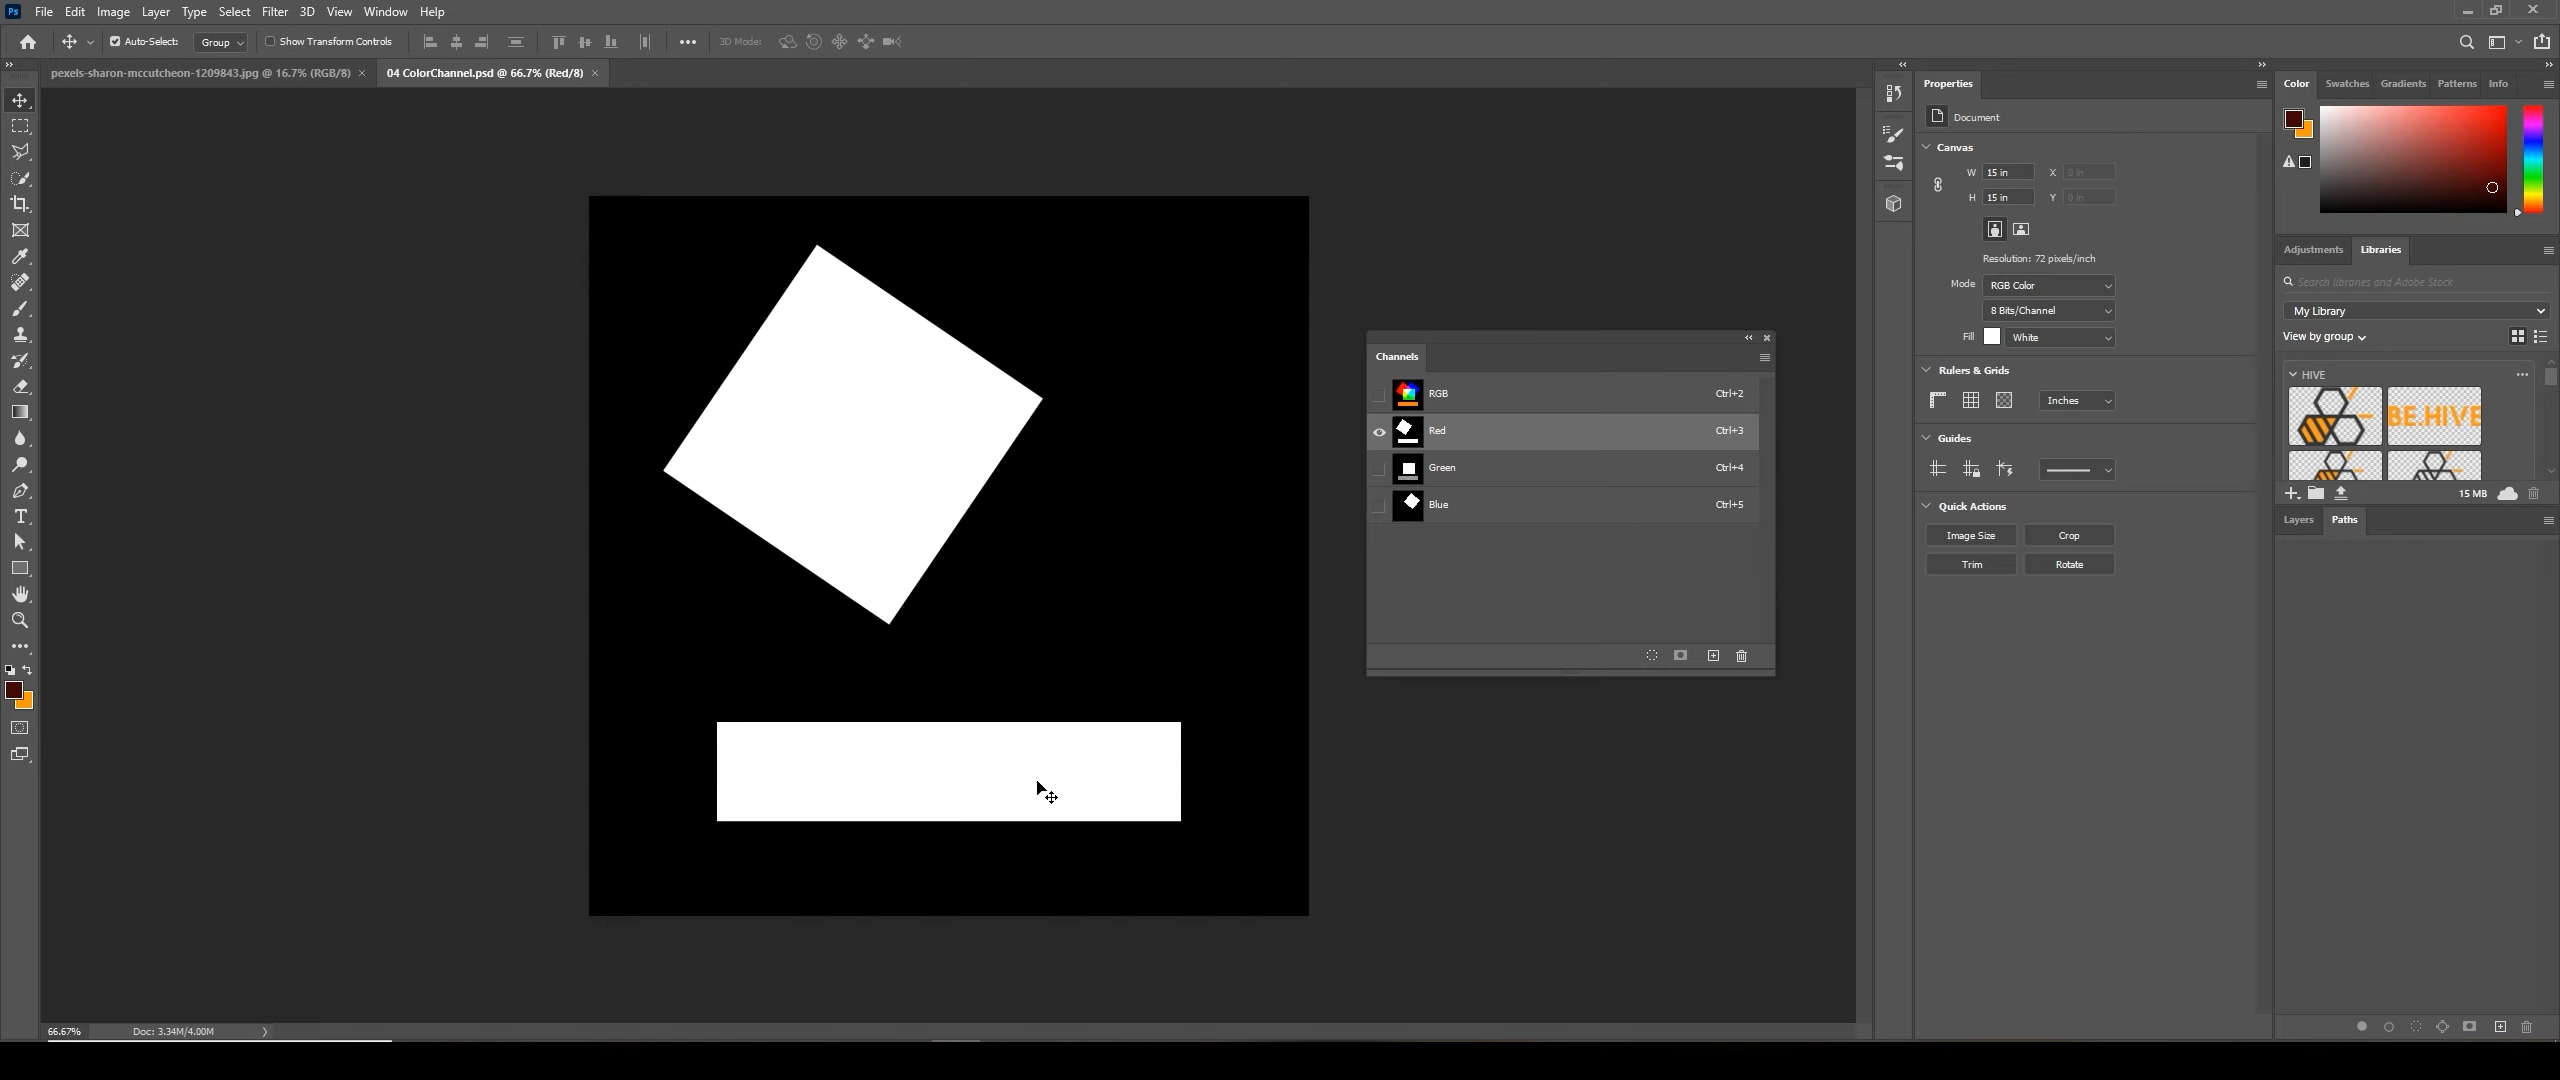 Ps File Edit Image Layer Type Select Filter 3D View Window Help
Auto-Select: Group Show Transform Controls 3D Mode:
pexels-sharon-mccutcheon-1209843.jpg @ 16.7% (RGB/8) 04 ColorChannel.psd @ 66.7% (Red/8)
Channels
RGB Ctrl+2
Red Ctrl+3
Green Ctrl+4
Blue Ctrl+5
66.67% Doc: 3.34M/4.00M
Properties
Document
Canvas
W 15 in X 0 in
H 15 in Y 0 in
Resolution: 72 pixels/inch
Mode RGB Color
8 Bits/Channel
Fill White
Rulers & Grids
Inches
Guides
Quick Actions
Image Size Crop
Trim Rotate
Color Swatches Gradients Patterns Info
Adjustments Libraries
Search libraries and Adobe Stock
My Library
View by group
HIVE
BE.HIVE
15 MB
Layers Paths